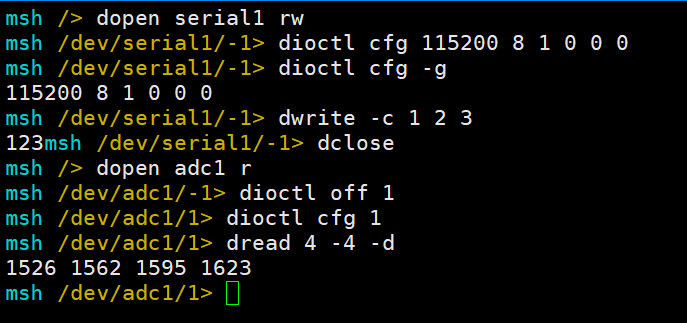 msh /> dopen serial1 rw
msh /dev/serial1/-1> dioctl cfg 115200 8 1 0 0 0
msh /dev/serial1/-1> dioctl cfg -g
115200 8 1 0 0 0
msh /dev/serial1/-1> dwrite -c 1 2 3
123msh /dev/serial1/-1> dclose
msh /> dopen adc1 r
msh /dev/adc1/-1> dioctl off 1
msh /dev/adc1/1> dioctl cfg 1
msh /dev/adc1/1> dread 4 -4 -d
1526 1562 1595 1623
msh /dev/adc1/1>